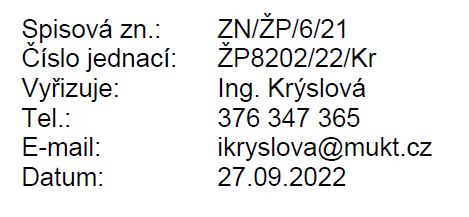 Spisová zn.: ZN/ŽP/6/21
Číslo jednací: ŽP8202/22/Kr
Vyřizuje: Ing. Krýslová
Tel.: 376 347 365
E-mail: ikryslova@mukt.cz
Datum: 27.09.2022